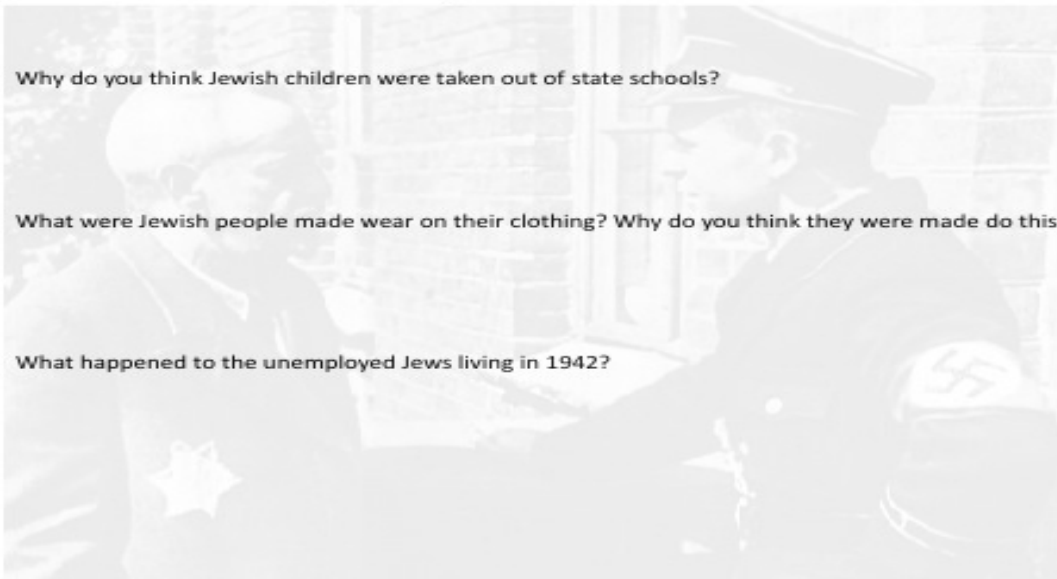 Why do you think Jewish children were taken out of state schools?
What were Jewish people made wear on their clothing? Why do you think they were made do this
What happened to the unemployed Jews living in 1942?